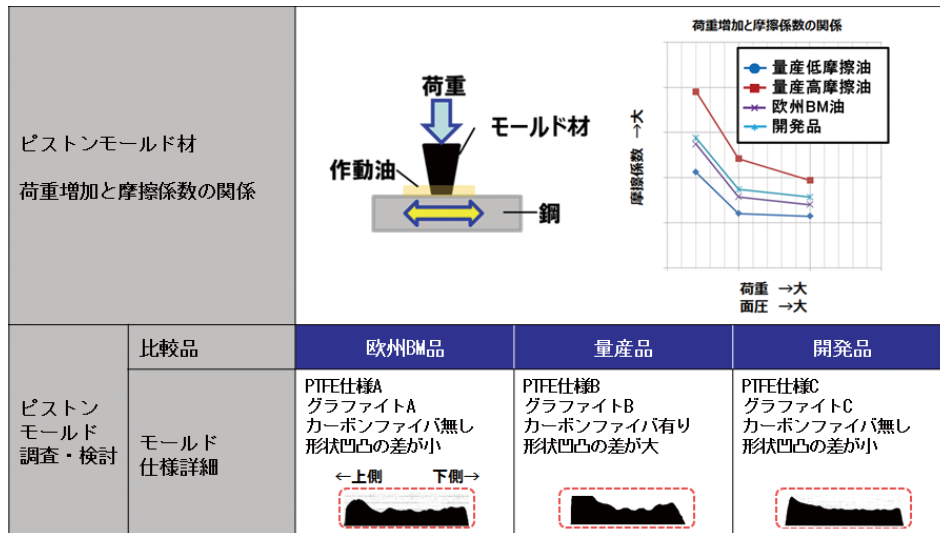 ピストンモールド材
荷重増加と摩擦係数の関係
荷重
モールド材
作動油
鋼
荷重増加と摩擦係数の関係
量産低摩擦油
量産高摩擦油
欧州BM油
開発品
摩擦係数 →大
荷重 →大
面圧 →大
ピストン
モールド
調査・検討
比較品
欧州BM品
量産品
開発品
モールド
仕様詳細
PTFE仕様A
グラファイトA
カーボンファイバ無し
形状凹凸の差が小
←上側 下側→
PTFE仕様B
グラファイトB
カーボンファイバ有り
形状凹凸の差が大
PTFE仕様C
グラファイトC
カーボンファイバ無し
形状凹凸の差が小